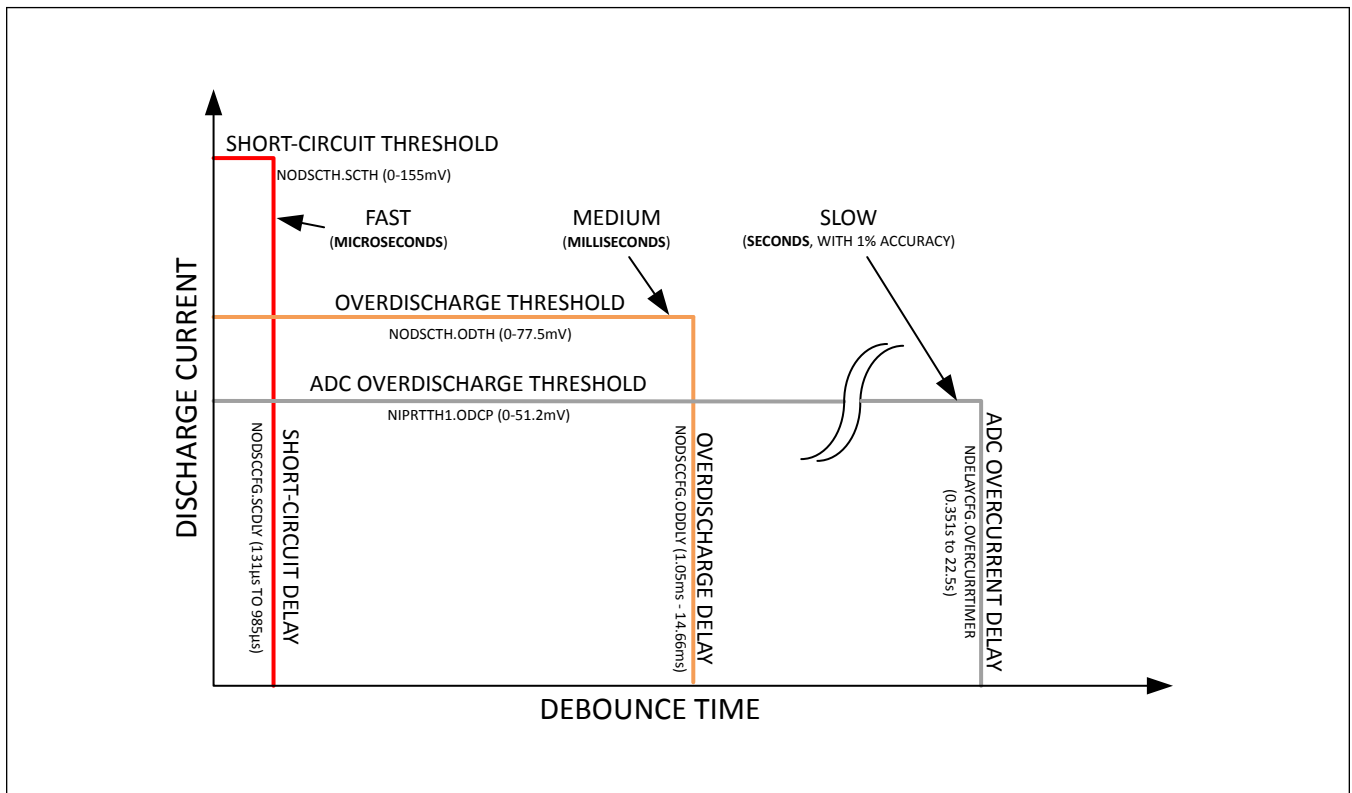 SHORT-CIRCUIT THRESHOLD
NODSCTH.SCTH (0-155mV)
FAST
(MICROSECONDS)
MEDIUM
(MILLISECONDS)
SLOW
(SECONDS, WITH 1% ACCURACY)
OVERDISCHARGE THRESHOLD
NODSCTH.ODTH (0-77.5mV)
ADC OVERDISCHARGE THRESHOLD
NIPRTTH1.ODCP (0-51.2mV)
DISCHARGE CURRENT
NODSCCFG.SCDLY (131µs TO 985µs)
SHORT-CIRCUIT DELAY
NODSCCFG.ODDLY (1.05ms - 14.66ms)
OVERDISCHARGE DELAY
(0.351s to 22.5s)
NDELAYCFG.OVERCURRTIMER
ADC OVERCURRENT DELAY
DEBOUNCE TIME